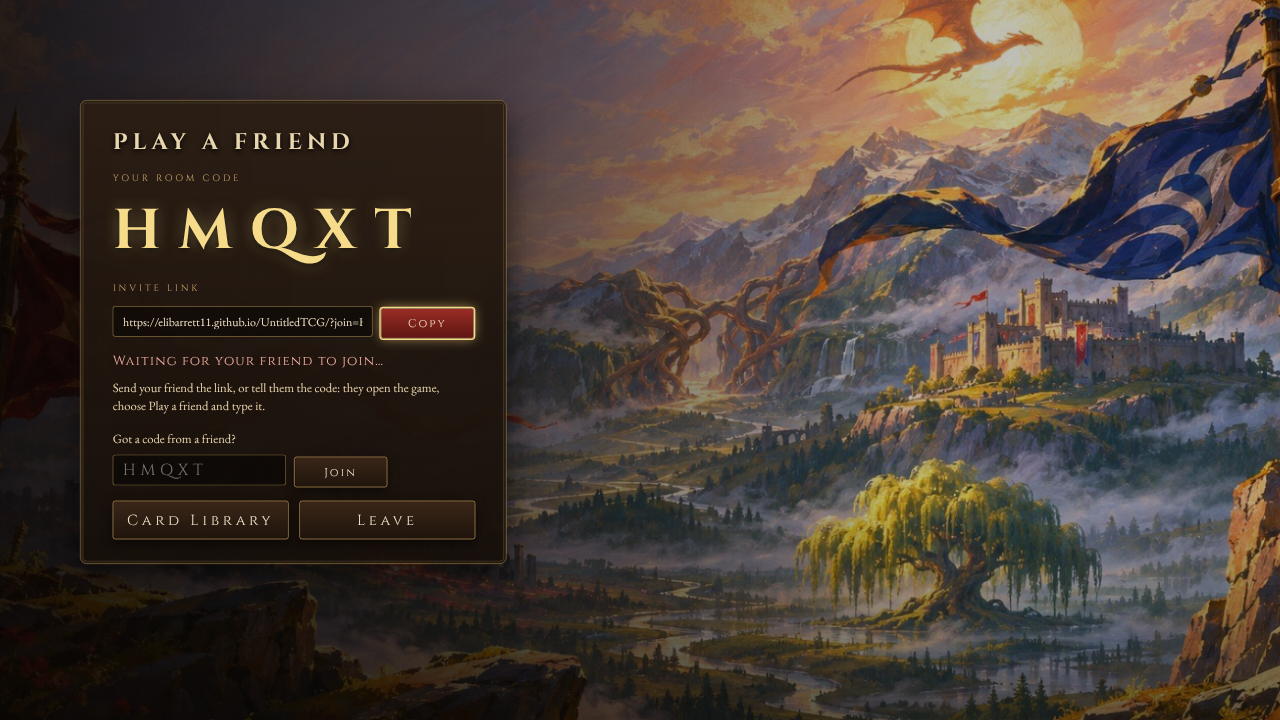 PLAY A FRIEND
YOUR ROOM CODE
HMQXT
INVITE LINK
https://elibarrett11.github.io/UntitledTCG/?join=
Copy
Waiting for your friend to join…
Send your friend the link, or tell them the code: they open the game,
choose Play a friend and type it.
Got a code from a friend?
HMQXT
Join
Card Library
Leave